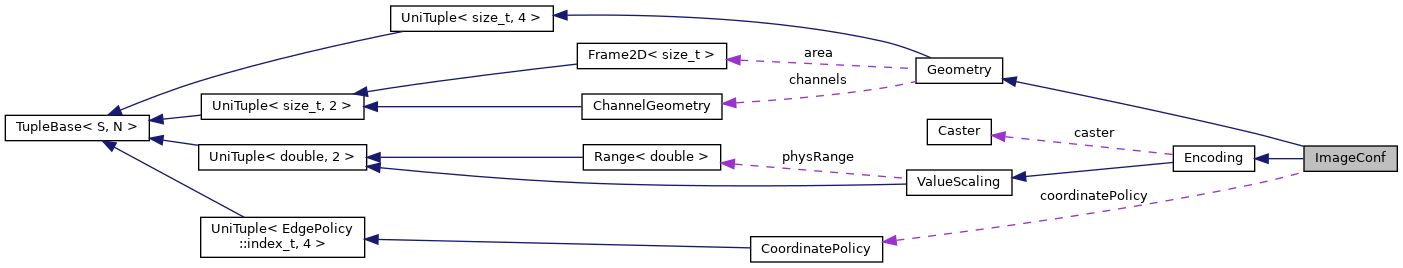 UniTuple< size_t, 4 >
Frame2D< size_t >
area
Geometry
channels
UniTuple< size_t, 2 >
ChannelGeometry
TupleBase< S, N >
Caster
caster
UniTuple< double, 2 >
Range< double >
physRange
Encoding
ImageConf
ValueScaling
coordinatePolicy
UniTuple< EdgePolicy
::index_t, 4 >
CoordinatePolicy